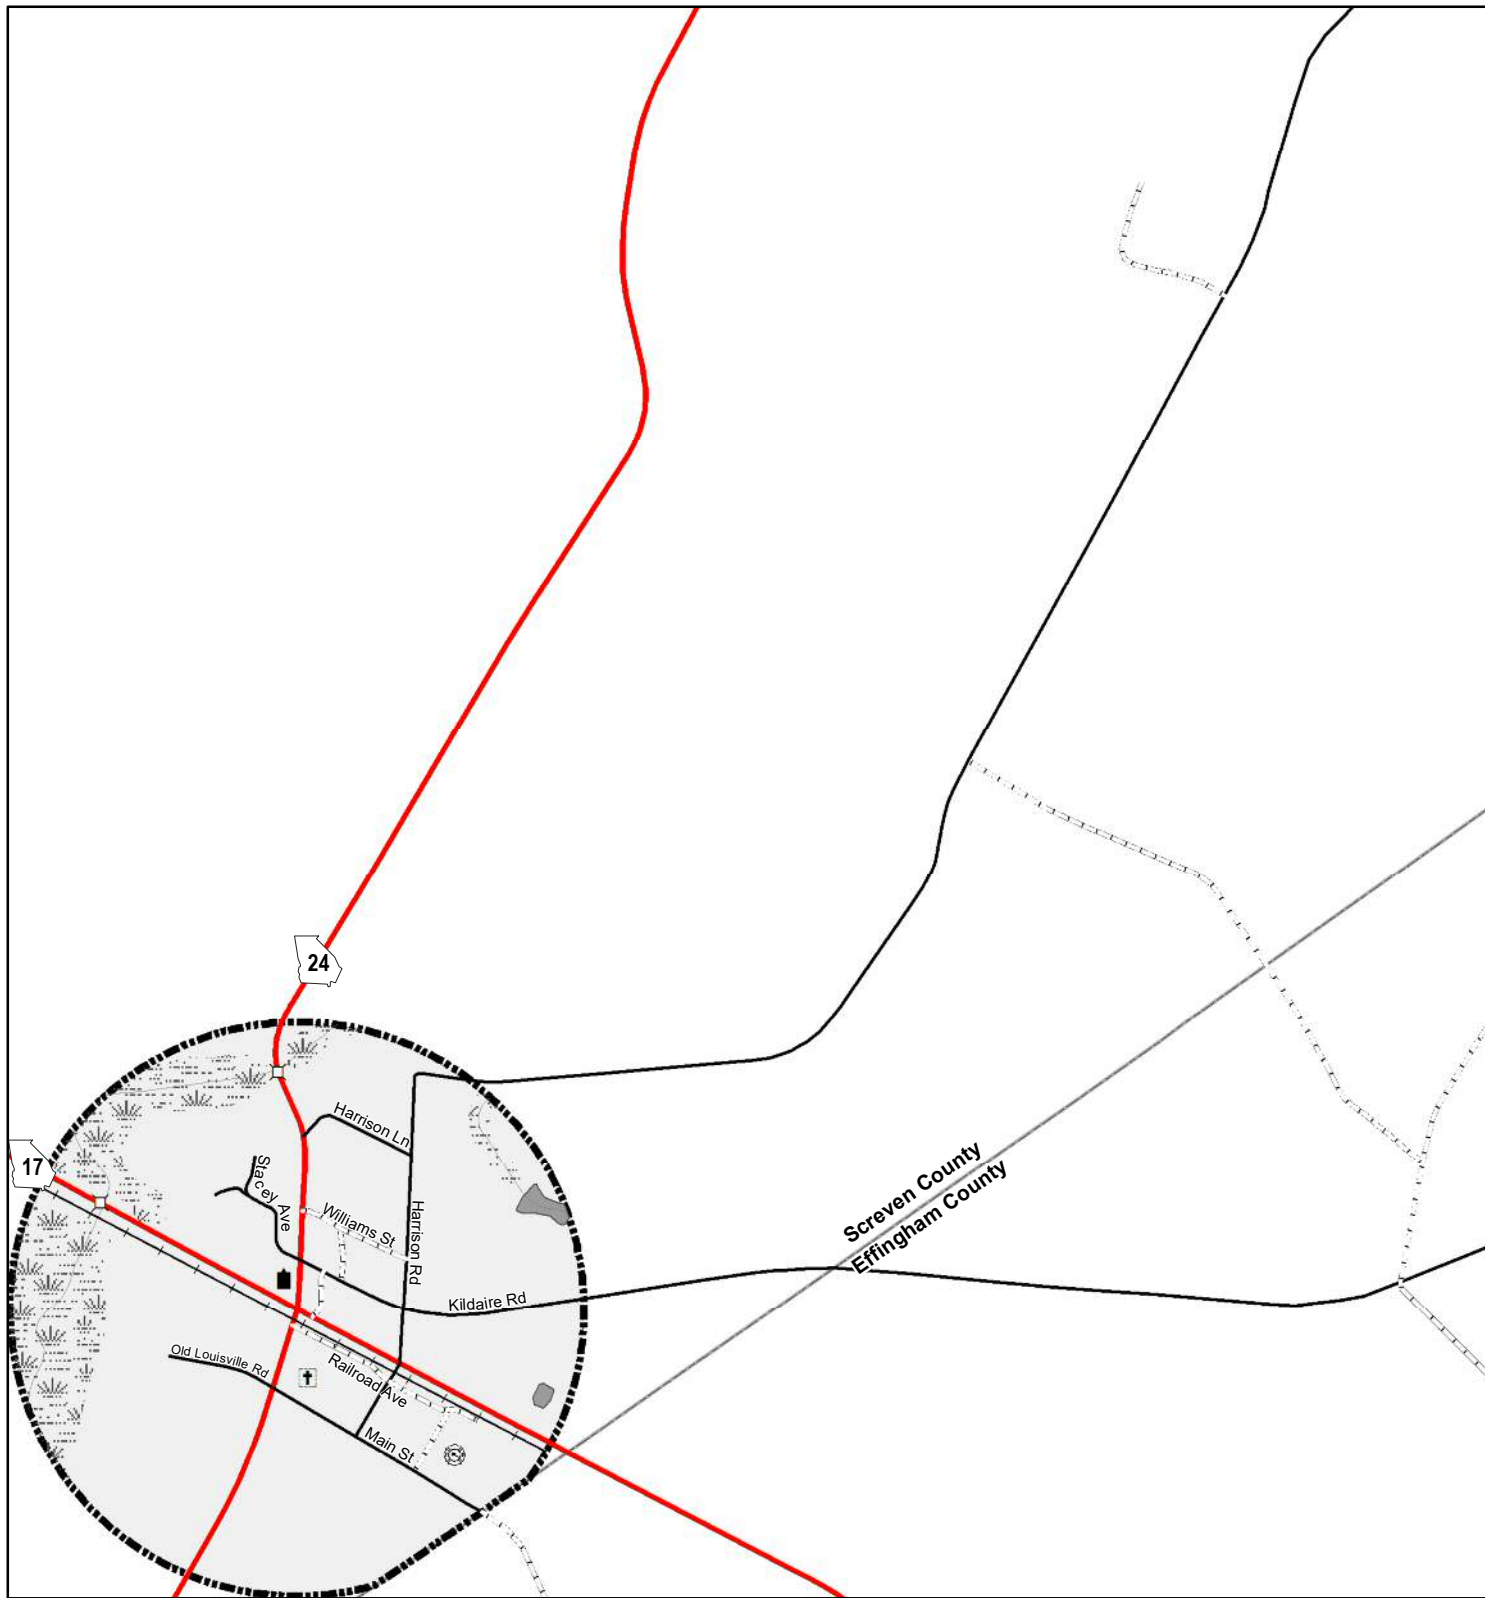 24
Harrison Ln
17
Stacey Ave
Williams St
Harrison Rd
Screven County
Effingham County
Kildaire Rd
Old Louisville Rd
Railroad Ave
Main St